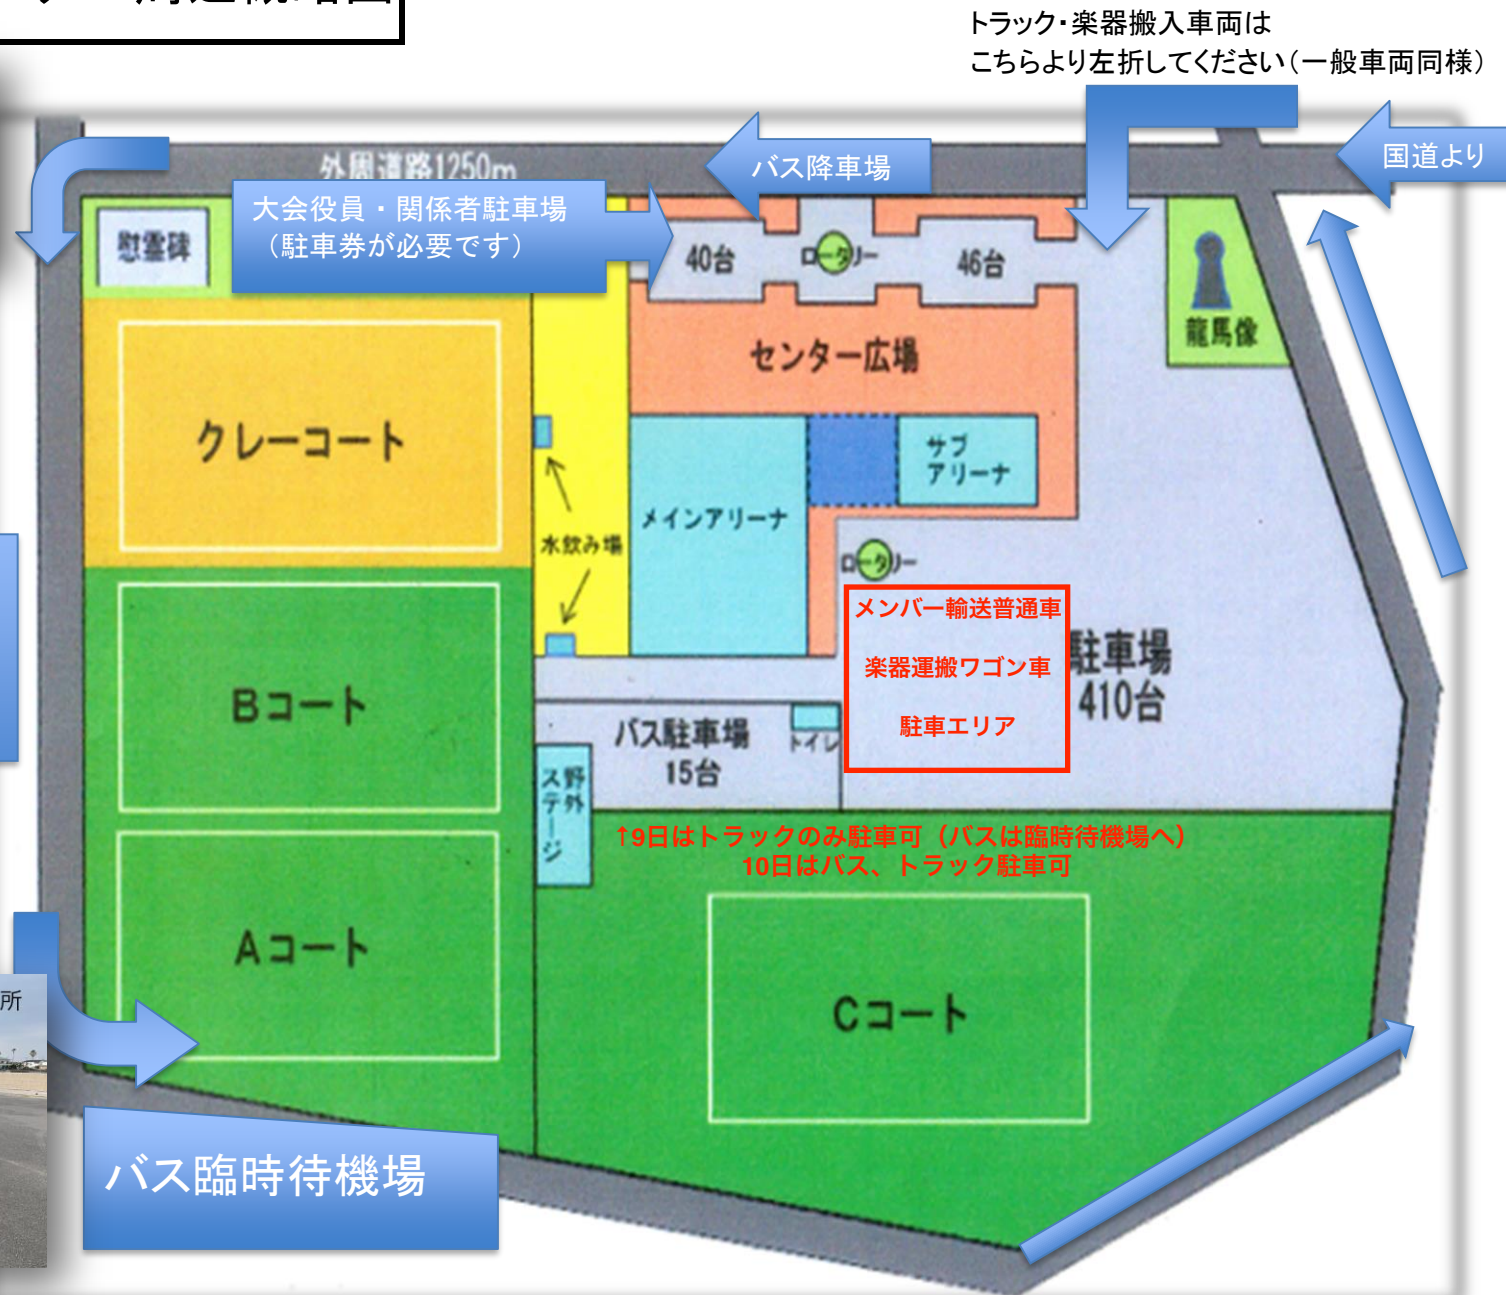 トラック・楽器搬入車両は
こちらより左折してください（一般車両同様）
国道より
バス降車場
外周道路1250m
大会役員・関係者駐車場
（駐車券が必要です）
慰霊碑
40台
ロータリー
46台
龍馬像
センター広場
クレーコート
サブ
アリーナ
メインアリーナ
水飲み場
ロータリー
メンバー輸送普通車
楽器運搬ワゴン車
駐車エリア
駐車場
410台
Bコート
バス駐車場
15台
トイレ
野外
ステージ
↑9日はトラックのみ駐車可（バスは臨時待機場へ）
10日はバス、トラック駐車可
Aコート
Cコート
所
バス臨時待機場